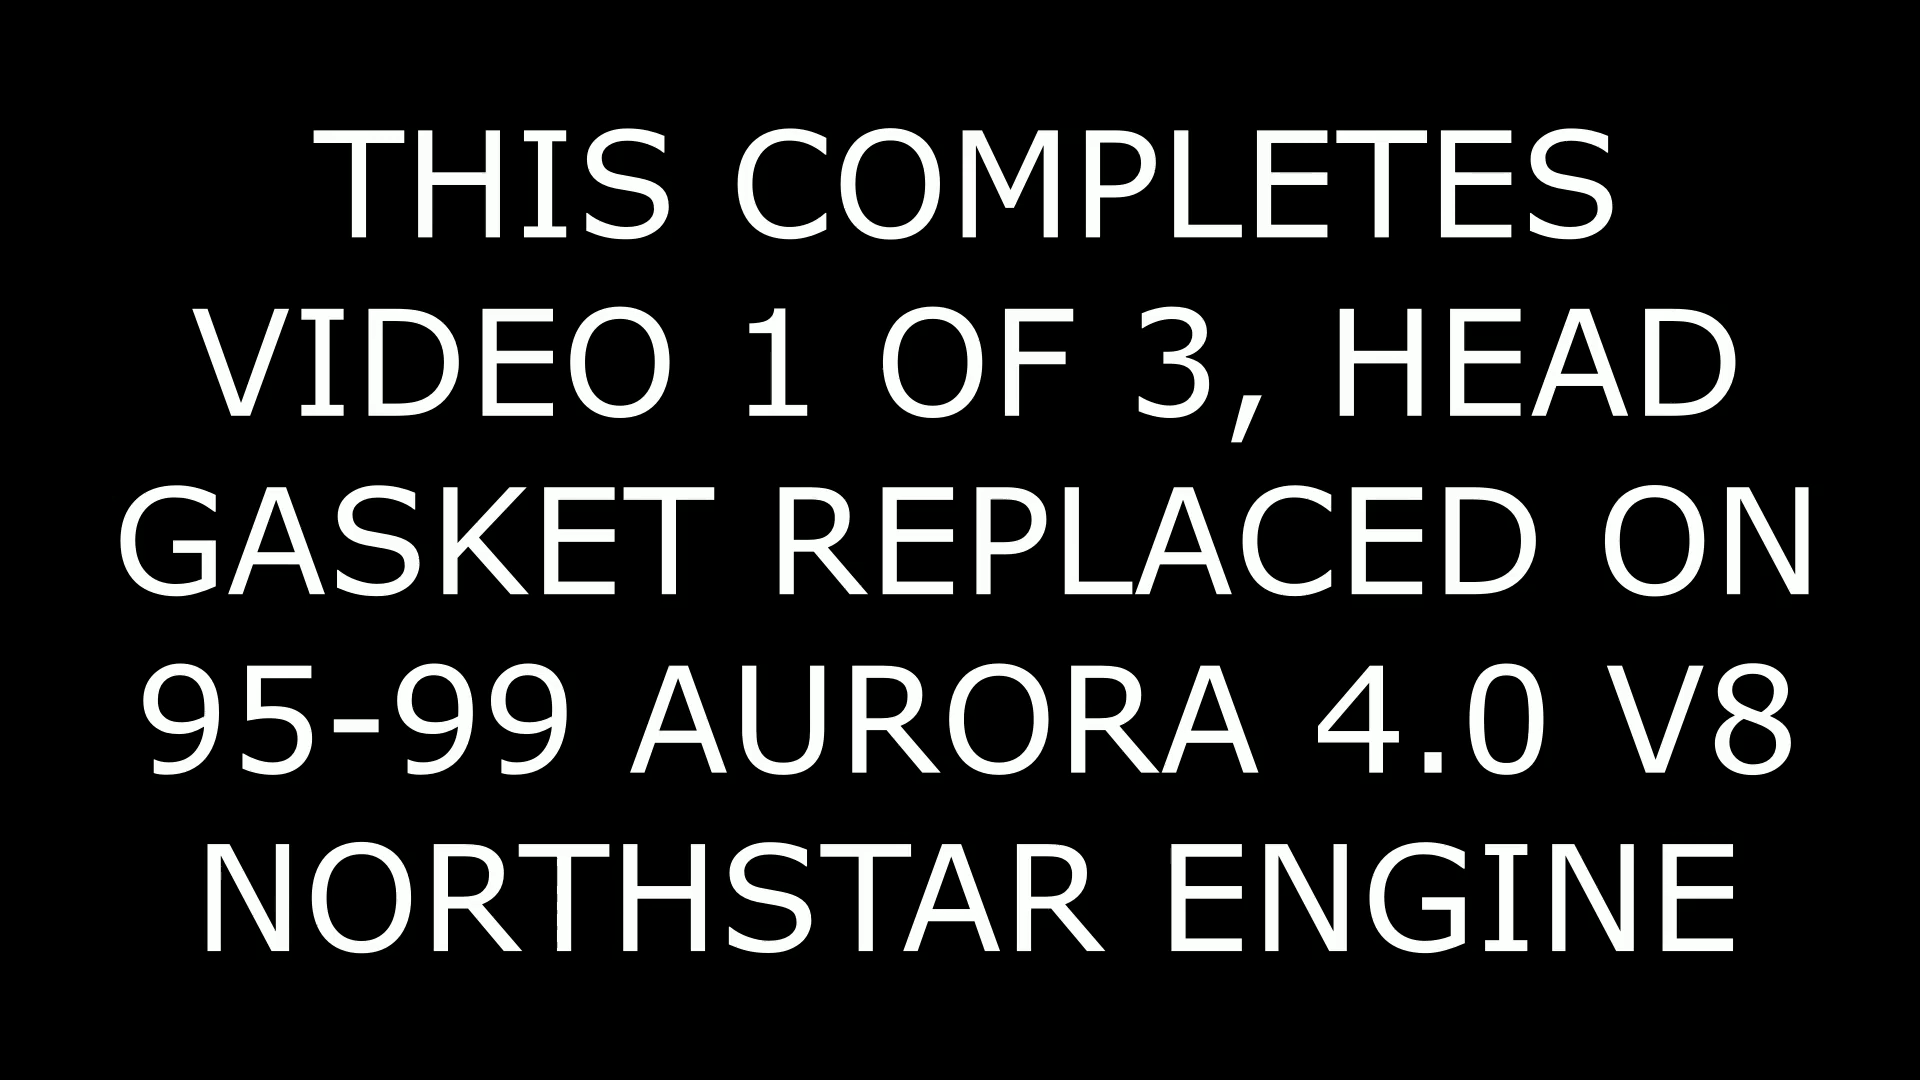 THIS COMPLETES
VIDEO 1 OF 3, HEAD
GASKET REPLACED ON
95-99 AURORA 4.0 V8
NORTHSTAR ENGINE